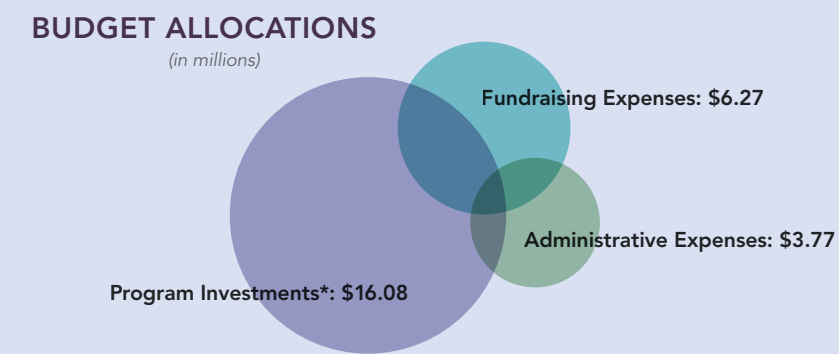 BUDGET ALLOCATIONS
(in millions)
Fundraising Expenses: $6.27
Administrative Expenses: $3.77
Program Investments*: $16.08